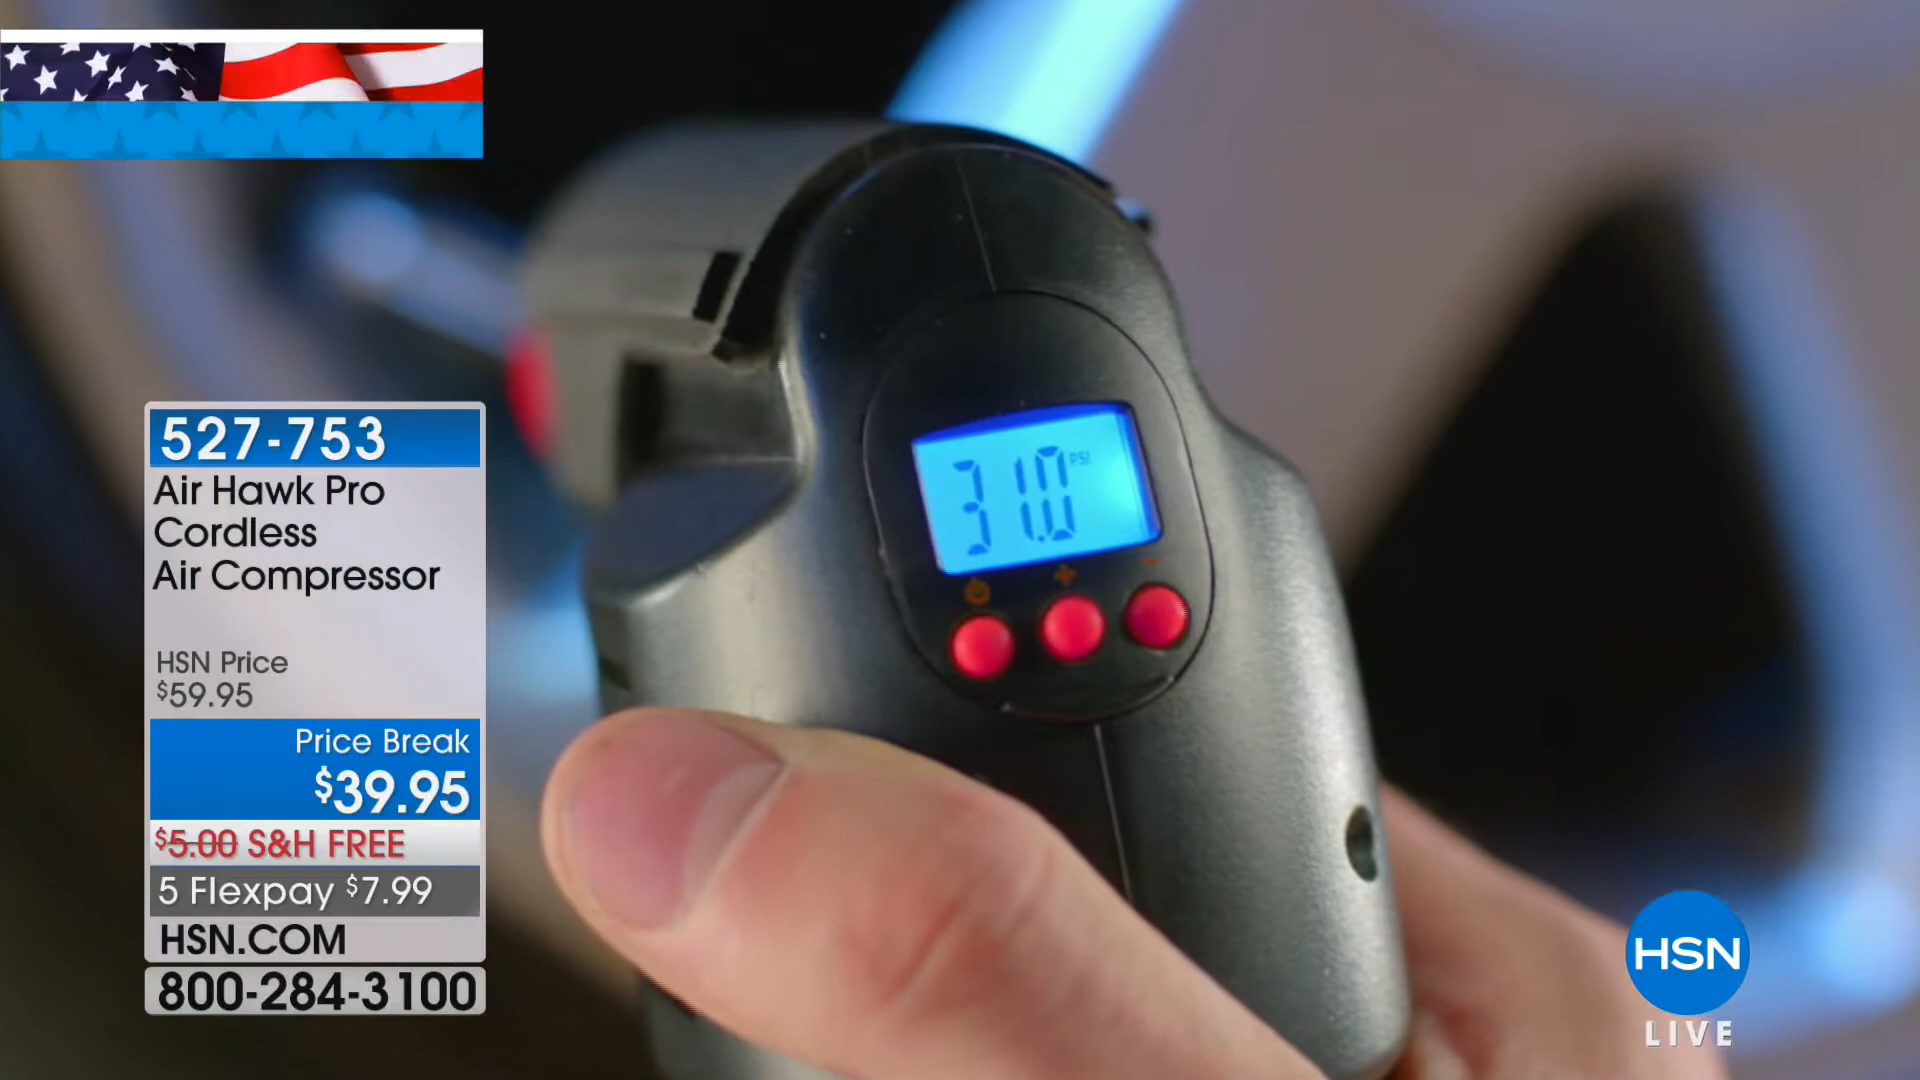 527-753
Air Hawk Pro
Cordless
Air Compressor
HSN Price
$59.95
Price Break
$39.95
$5.00 S&H FREE
5 Flexpay $7.99
HSN.COM
800-284-3100
31.0 PSI
+
-
HSN
LIVE